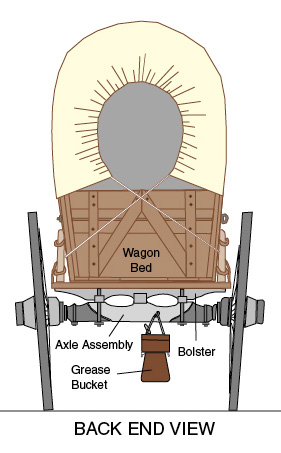 Wagon
Bed
Axle Assembly
Bolster
Grease
Bucket
BACK END VIEW